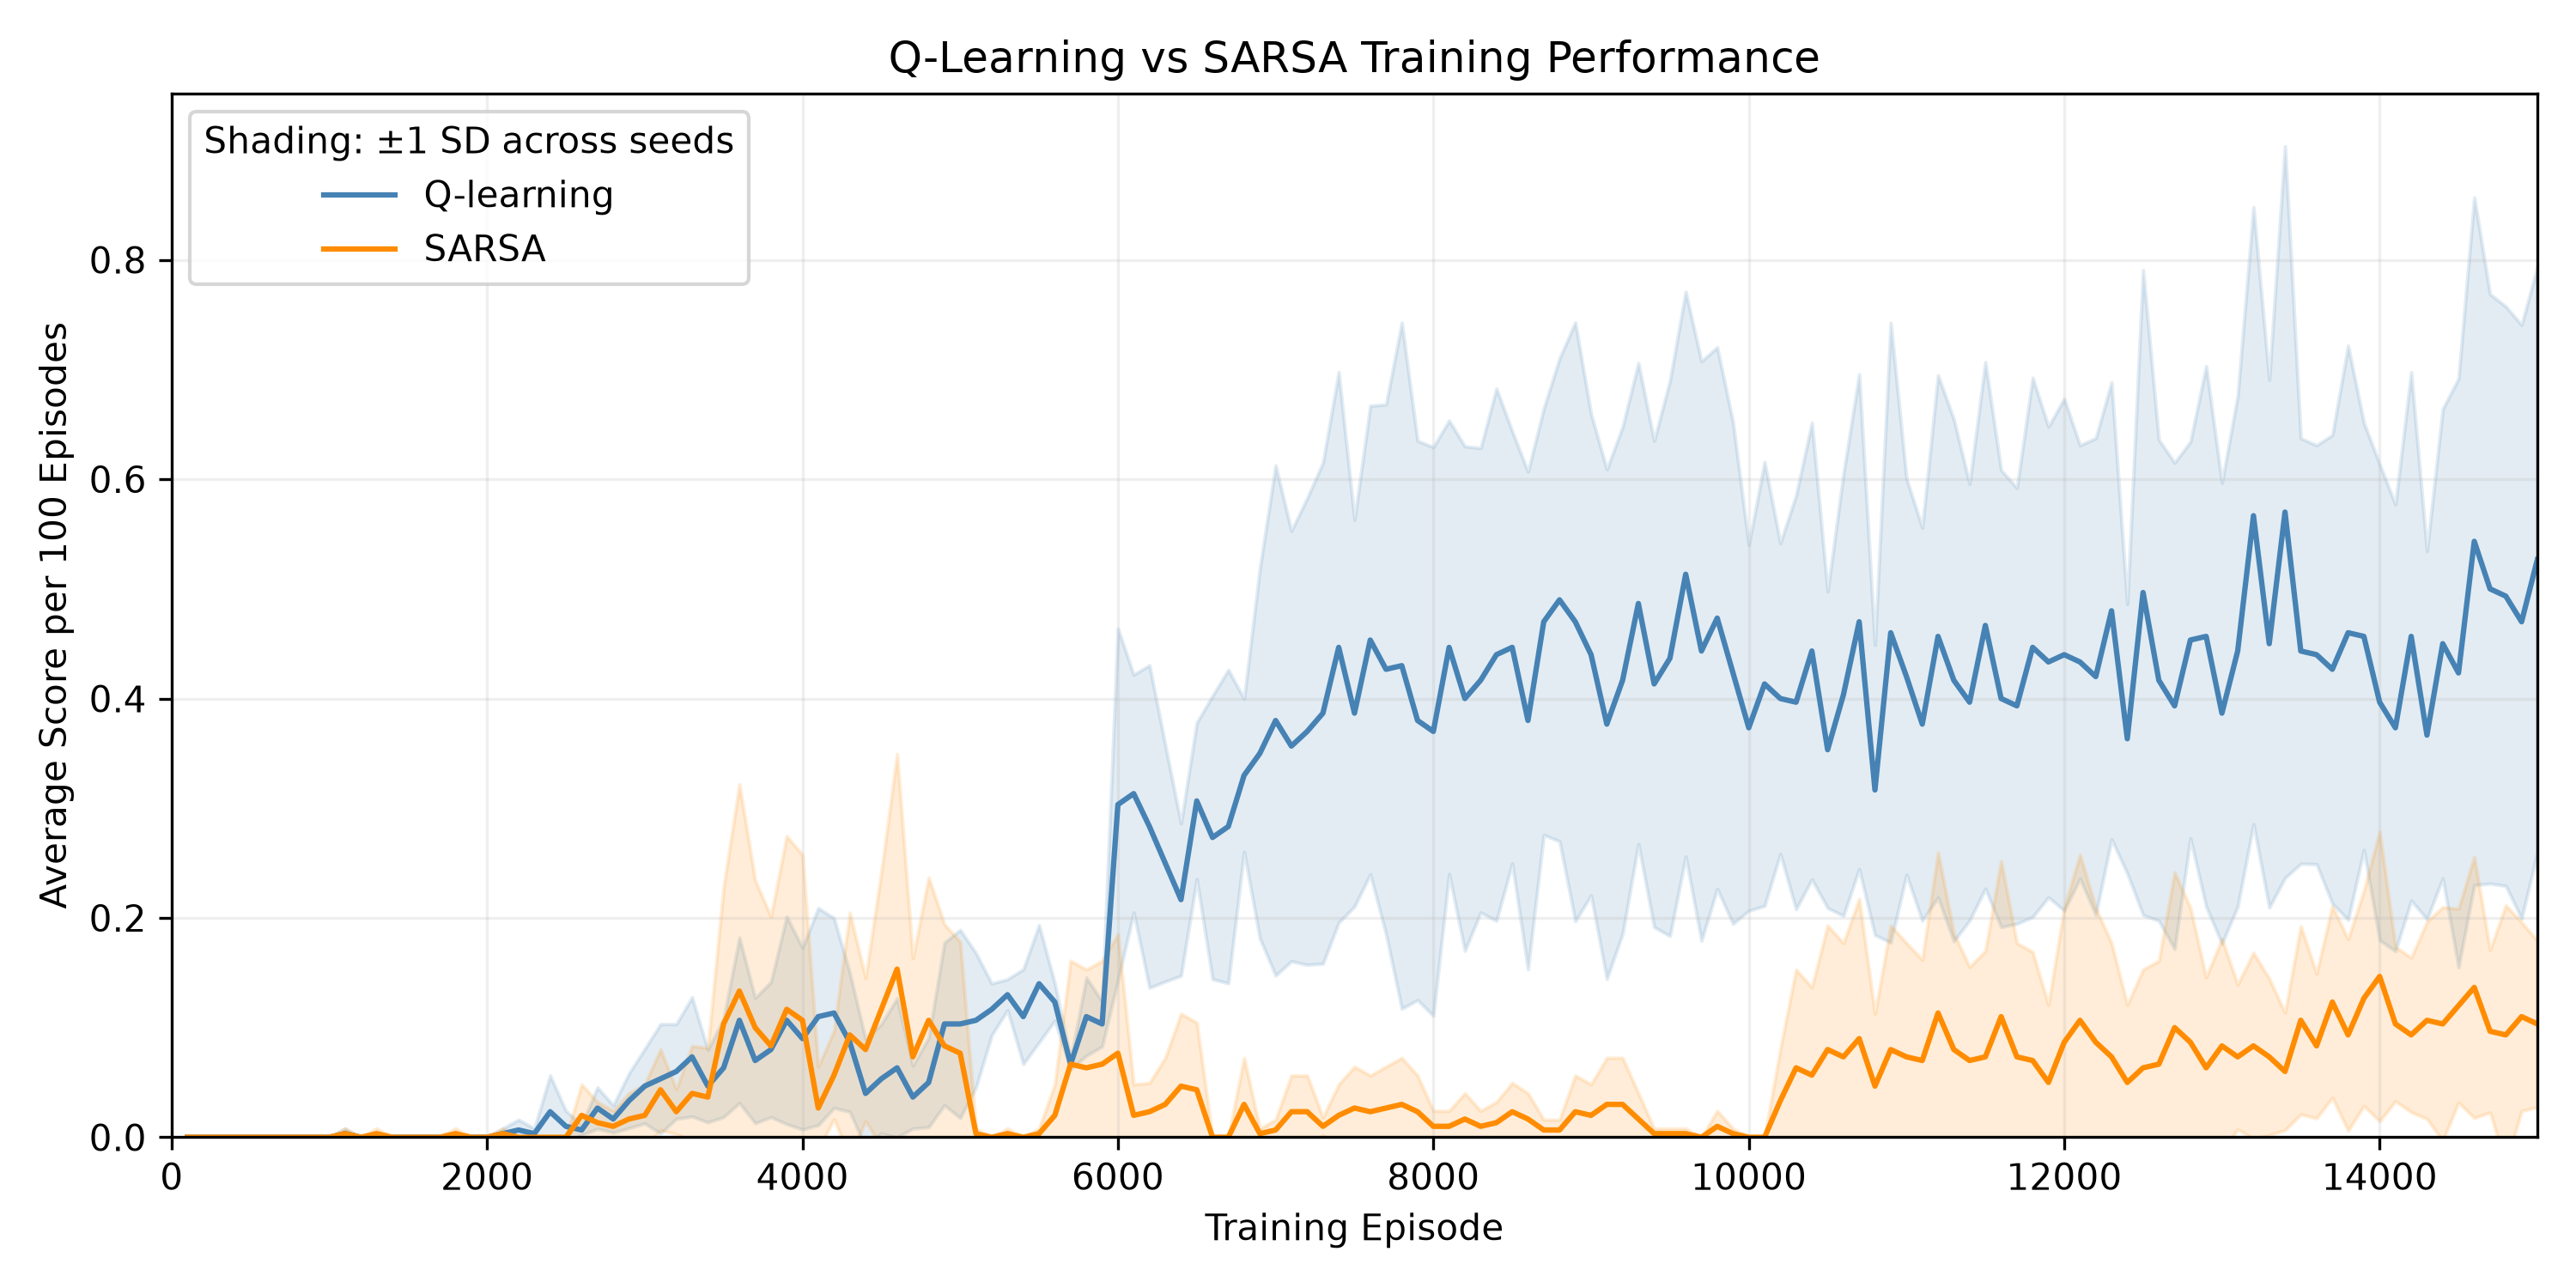 Q-Learning vs SARSA Training Performance
Shading: ±1 SD across seeds
Q-learning
SARSA
Average Score per 100 Episodes
0.8
0.6
0.4
0.2
0.0
0 2000 4000 6000 8000 10000 12000 14000
Training Episode